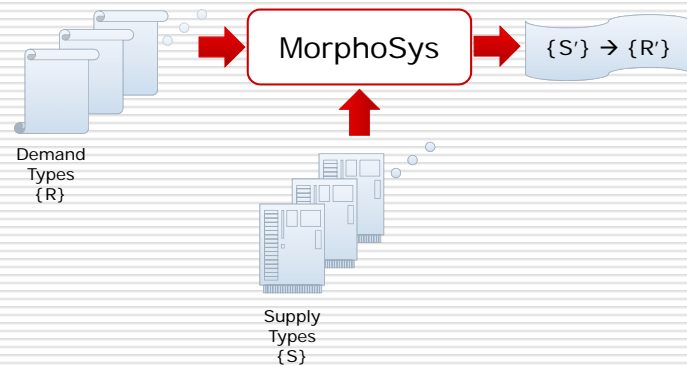 MorphoSys
{S’} → {R’}
Demand
Types
{R}
Supply
Types
{S}